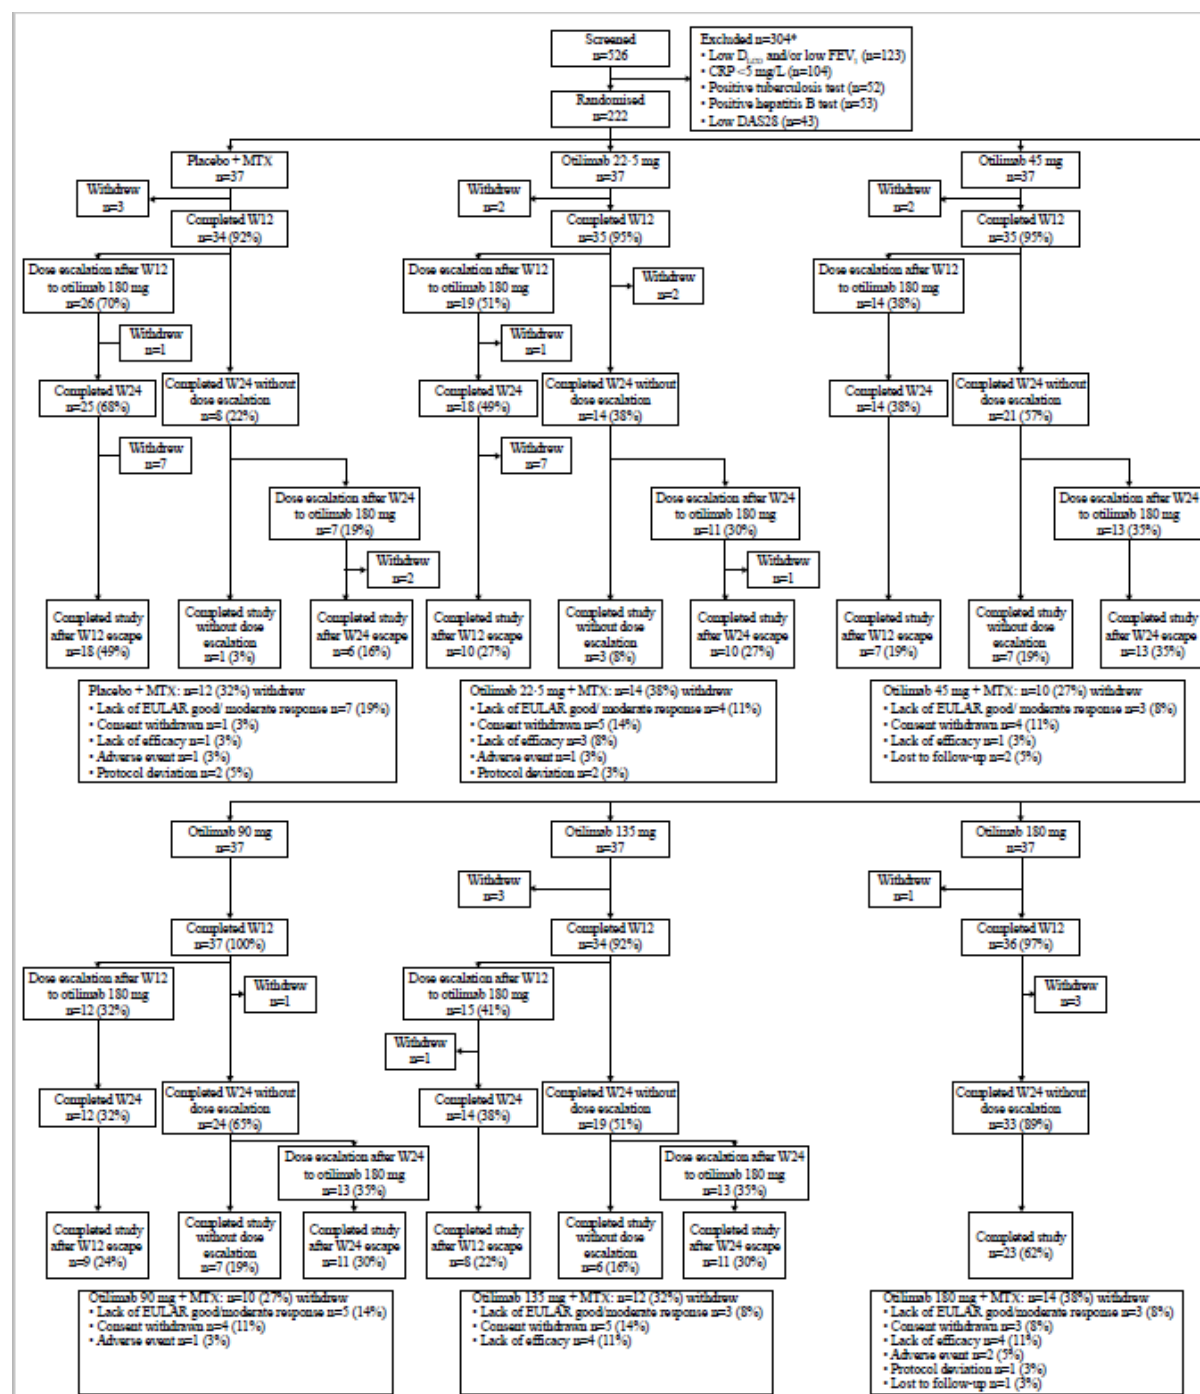 Screened
n=526
Excluded n=304*
• Low DLCO and/or low FEV1 (n=123)
• CRP <5 mg/L (n=104)
• Positive tuberculosis test (n=52)
• Positive hepatitis B test (n=53)
• Low DAS28 (n=43)
Randomised
n=222
Placebo + MTX
n=37
Otilimab 22·5 mg
n=37
Otilimab 45 mg
n=37
Withdrew
n=3
Withdrew
n=2
Withdrew
n=2
Completed W12
n=34 (92%)
Completed W12
n=35 (95%)
Completed W12
n=35 (95%)
Dose escalation after W12
to otilimab 180 mg
n=26 (70%)
Dose escalation after W12
to otilimab 180 mg
n=19 (51%)
Withdrew
n=2
Dose escalation after W12
to otilimab 180 mg
n=14 (38%)
Withdrew
n=1
Withdrew
n=1
Completed W24
n=25 (68%)
Completed W24 without
dose escalation
n=8 (22%)
Completed W24
n=18 (49%)
Completed W24 without
dose escalation
n=14 (38%)
Completed W24
n=14 (38%)
Completed W24 without
dose escalation
n=21 (57%)
Withdrew
n=7
Withdrew
n=7
Dose escalation after W24
to otilimab 180 mg
n=7 (19%)
Dose escalation after W24
to otilimab 180 mg
n=11 (30%)
Dose escalation after W24
to otilimab 180 mg
n=13 (35%)
Withdrew
n=2
Withdrew
n=1
Completed study
after W12 escape
n=18 (49%)
Completed study
without dose
escalation
n=1 (3%)
Completed study
after W24 escape
n=6 (16%)
Completed study
after W12 escape
n=10 (27%)
Completed study
without dose
escalation
n=3 (8%)
Completed study
after W24 escape
n=10 (27%)
Completed study
after W12 escape
n=7 (19%)
Completed study
without dose
escalation
n=7 (19%)
Completed study
after W24 escape
n=13 (35%)
Placebo + MTX: n=12 (32%) withdrew
• Lack of EULAR good/ moderate response n=7 (19%)
• Consent withdrawn n=1 (3%)
• Lack of efficacy n=1 (3%)
• Adverse event n=1 (3%)
• Protocol deviation n=2 (5%)
Otilimab 22·5 mg + MTX: n=14 (38%) withdrew
• Lack of EULAR good/ moderate response n=4 (11%)
• Consent withdrawn n=5 (14%)
• Lack of efficacy n=3 (8%)
• Adverse event n=1 (3%)
• Protocol deviation n=2 (3%)
Otilimab 45 mg + MTX: n=10 (27%) withdrew
• Lack of EULAR good/ moderate response n=3 (8%)
• Consent withdrawn n=4 (11%)
• Lack of efficacy n=1 (3%)
• Lost to follow-up n=2 (5%)
Otilimab 90 mg
n=37
Otilimab 135 mg
n=37
Otilimab 180 mg
n=37
Withdrew
n=3
Withdrew
n=1
Completed W12
n=37 (100%)
Completed W12
n=34 (92%)
Completed W12
n=36 (97%)
Dose escalation after W12
to otilimab 180 mg
n=12 (32%)
Withdrew
n=1
Dose escalation after W12
to otilimab 180 mg
n=15 (41%)
Withdrew
n=3
Withdrew
n=1
Completed W24
n=12 (32%)
Completed W24 without
dose escalation
n=24 (65%)
Completed W24
n=14 (38%)
Completed W24 without
dose escalation
n=19 (51%)
Completed W24 without
dose escalation
n=33 (89%)
Dose escalation after W24
to otilimab 180 mg
n=13 (35%)
Dose escalation after W24
to otilimab 180 mg
n=13 (35%)
Completed study
after W12 escape
n=9 (24%)
Completed study
without dose
escalation
n=7 (19%)
Completed study
after W24 escape
n=11 (30%)
Completed study
after W12 escape
n=8 (22%)
Completed study
without dose
escalation
n=6 (16%)
Completed study
after W24 escape
n=11 (30%)
Completed study
n=23 (62%)
Otilimab 90 mg + MTX: n=10 (27%) withdrew
• Lack of EULAR good/moderate response n=5 (14%)
• Consent withdrawn n=4 (11%)
• Adverse event n=1 (3%)
Otilimab 135 mg + MTX: n=12 (32%) withdrew
• Lack of EULAR good/moderate response n=3 (8%)
• Consent withdrawn n=5 (14%)
• Lack of efficacy n=4 (11%)
Otilimab 180 mg + MTX: n=14 (38%) withdrew
• Lack of EULAR good/moderate response n=3 (8%)
• Consent withdrawn n=3 (8%)
• Lack of efficacy n=4 (11%)
• Adverse event n=2 (5%)
• Protocol deviation n=1 (3%)
• Lost to follow-up n=1 (3%)